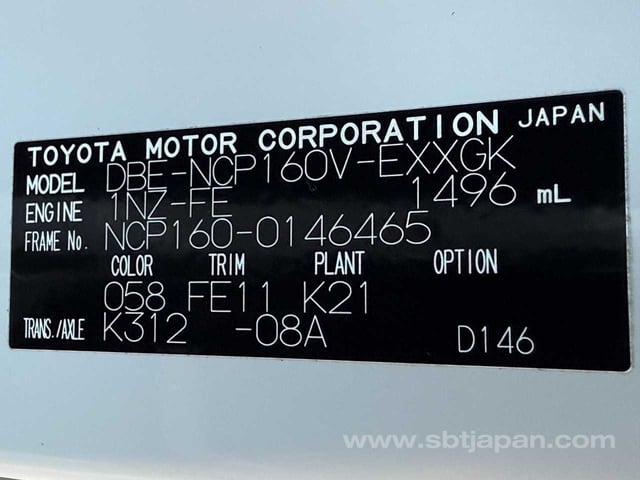 TOYOTA MOTOR CORPORATION JAPAN
MODEL DBE-NCP160V-EXXGK
ENGINE 1NZ-FE 1496 mL
FRAME No. NCP160-0146465
COLOR TRIM PLANT OPTION
058 FE11 K21
TRANS./AXLE K312 -08A D146
www.sbtjapan.com